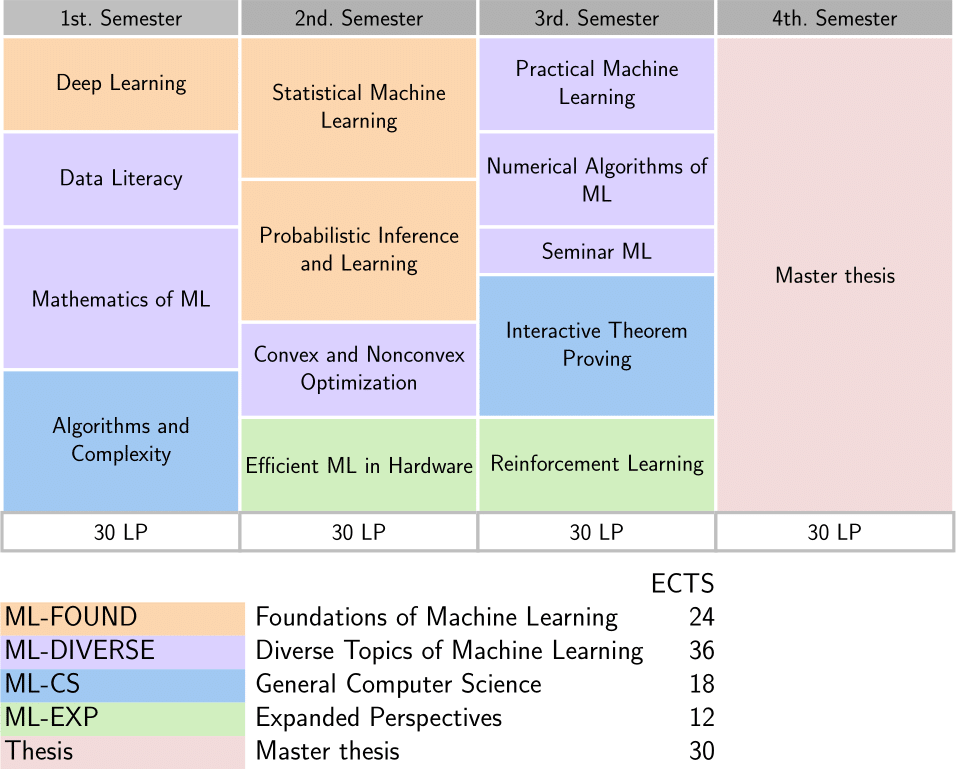 1st. Semester
2nd. Semester
3rd. Semester
4th. Semester
Deep Learning
Data Literacy
Mathematics of ML
Algorithms and
Complexity
Statistical Machine
Learning
Probabilistic Inference
and Learning
Convex and Nonconvex
Optimization
Efficient ML in Hardware
Practical Machine
Learning
Numerical Algorithms of
ML
Seminar ML
Interactive Theorem
Proving
Reinforcement Learning
Master thesis
30 LP
30 LP
30 LP
30 LP
ECTS
ML-FOUND Foundations of Machine Learning 24
ML-DIVERSE Diverse Topics of Machine Learning 36
ML-CS General Computer Science 18
ML-EXP Expanded Perspectives 12
Thesis Master thesis 30